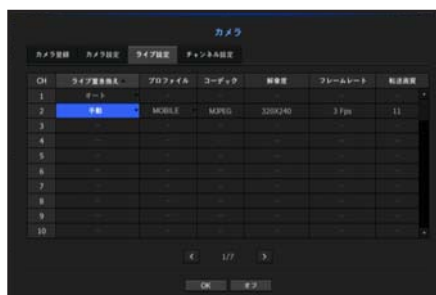 カメラ
カメラ登録 カメラ設定 ライブ設定 チャンネル設定
CH ライブ置き換え プロファイル コーデック 解像度 フレームレート 転送画質
1 オート
2 手動 MOBILE MJPEG 320X240 3 Fps 11
3
4
5
6
7
8
9
10
< 1/7 >
OK オフ